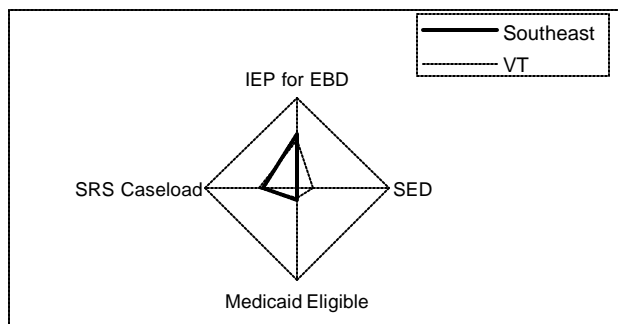 Southeast
VT
IEP for EBD
SRS Caseload
SED
Medicaid Eligible